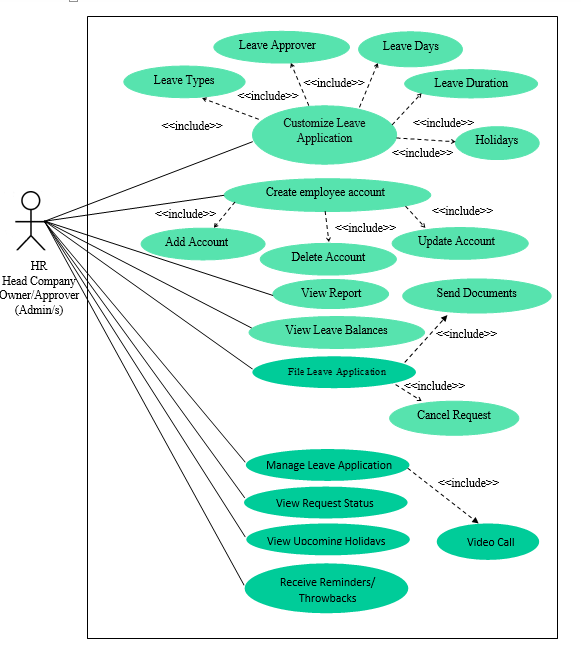 Leave Approver
Leave Days
Leave Types
<<include>>
Leave Duration
<<include>>
<<include>>
Customize Leave
Application
<<include>>
Holidays
<<include>>
Create employee account
<<include>>
<<include>>
Add Account
<<include>>
Update Account
Delete Account
HR
Head Company
Owner/Approver
(Admin/s)
View Report
Send Documents
View Leave Balances
<<include>>
File Leave Application
<<include>>
Cancel Request
Manage Leave Application
<<include>>
View Request Status
View Upcoming Holidays
Video Call
Receive Reminders/
Throwbacks